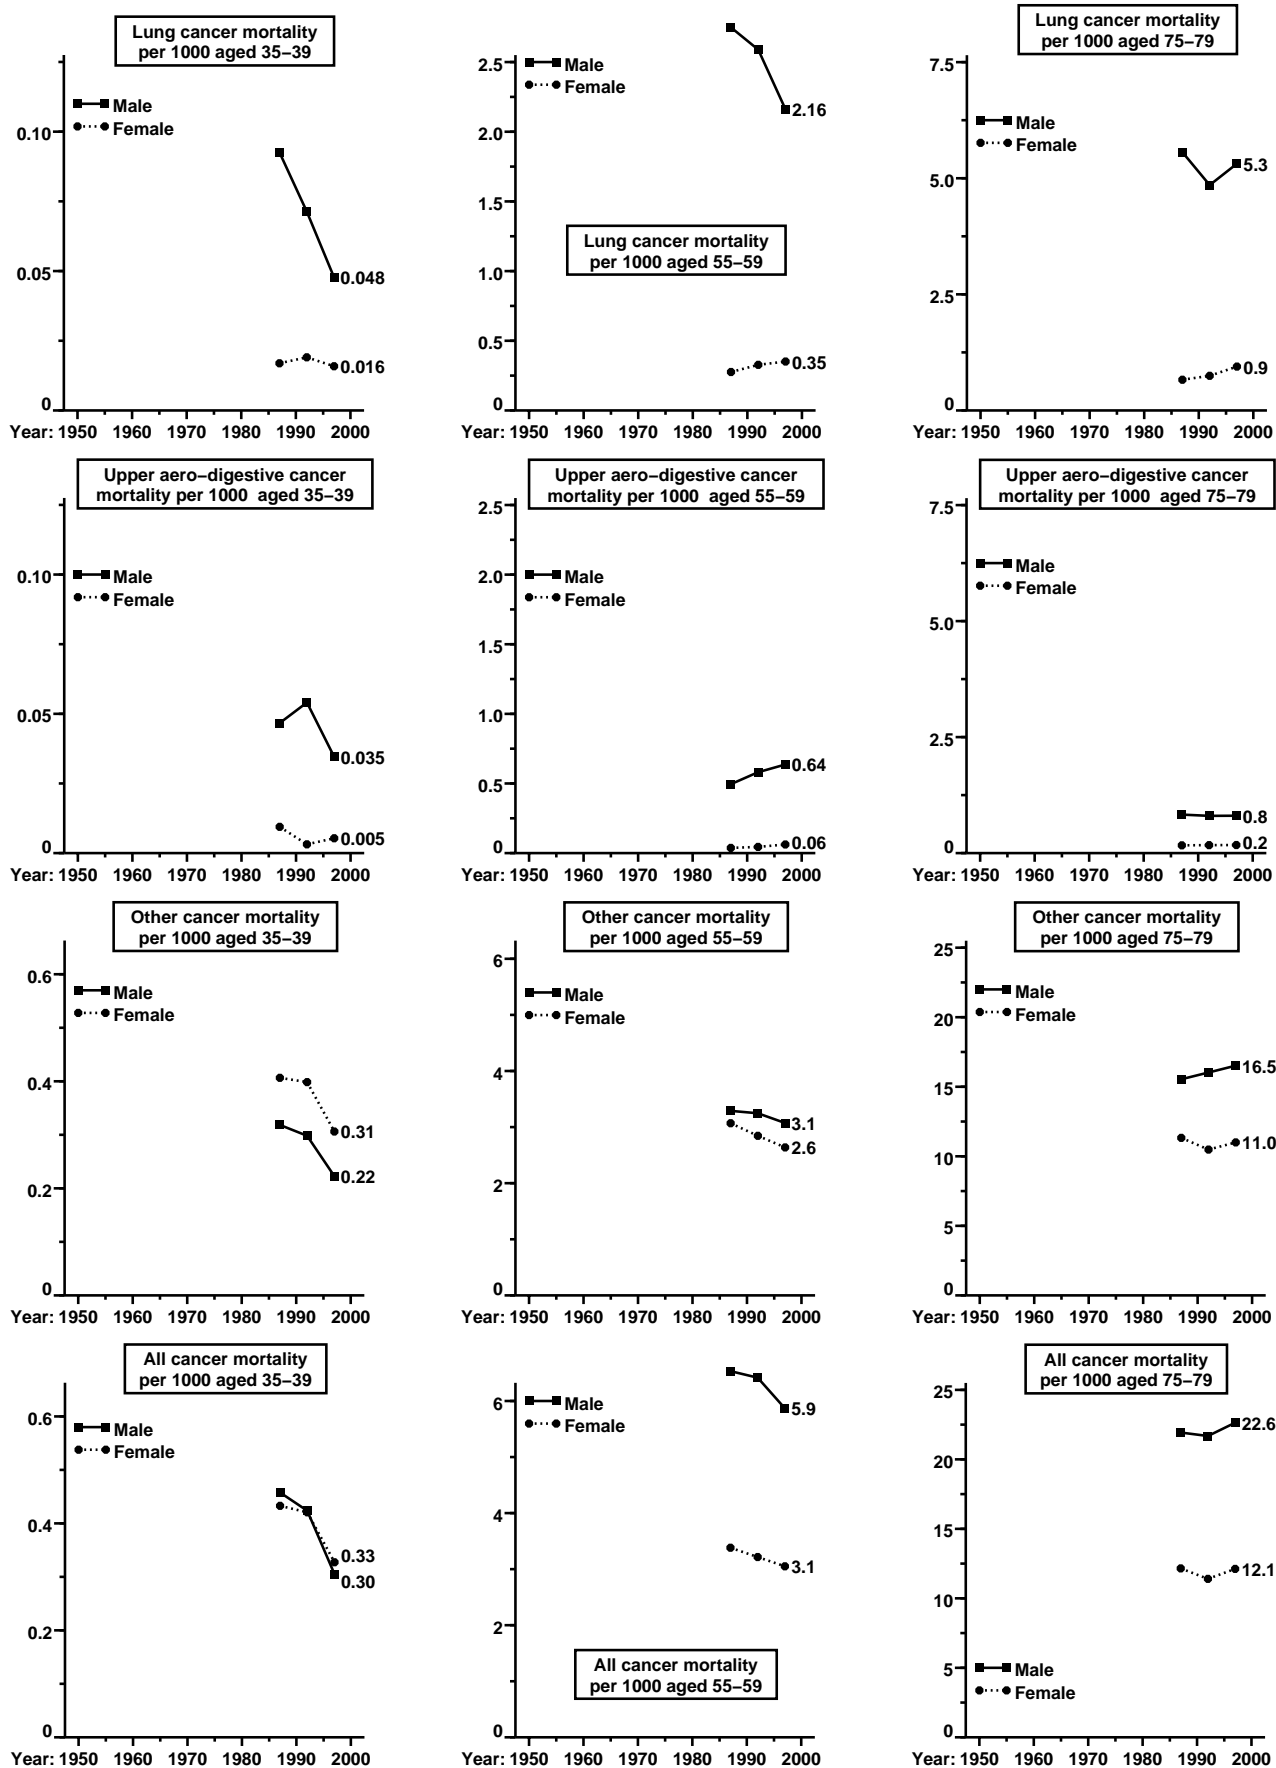 Lung cancer mortality
per 1000 aged 35–39
Male
Female
0.10
0.05
0
0.048
0.016
Year: 1950 1960 1970 1980 1990 2000
2.5
2.0
1.5
1.0
0.5
0
Male
Female
2.16
Lung cancer mortality
per 1000 aged 55–59
0.35
1950 1960 1970 1980 1990 2000
Lung cancer mortality
per 1000 aged 75–79
7.5
5.0
2.5
0
Male
Female
5.3
0.9
Year: 1950 1960 1970 1980 1990 2000
Upper aero–digestive cancer
mortality per 1000 aged 35–39
0.10
0.05
0
Male
Female
0.035
0.005
Year: 1950 1960 1970 1980 1990 2000
Upper aero–digestive cancer
mortality per 1000 aged 55–59
2.5
2.0
1.5
1.0
0.5
0
Male
Female
0.64
0.06
1950 1960 1970 1980 1990 2000
Upper aero–digestive cancer
mortality per 1000 aged 75–79
7.5
5.0
2.5
0
Male
Female
0.8
0.2
Year: 1950 1960 1970 1980 1990 2000
Other cancer mortality
per 1000 aged 35–39
0.6
0.4
0.2
0
Male
Female
0.31
0.22
Year: 1950 1960 1970 1980 1990 2000
Other cancer mortality
per 1000 aged 55–59
6
4
2
0
Male
Female
3.1
2.6
1950 1960 1970 1980 1990 2000
Other cancer mortality
per 1000 aged 75–79
25
20
15
10
5
0
Male
Female
16.5
11.0
Year: 1950 1960 1970 1980 1990 2000
All cancer mortality
per 1000 aged 35–39
0.6
0.4
0.2
0
Male
Female
0.33
0.30
Year: 1950 1960 1970 1980 1990 2000
6
4
2
0
Male
Female
5.9
3.1
All cancer mortality
per 1000 aged 55–59
1950 1960 1970 1980 1990 2000
All cancer mortality
per 1000 aged 75–79
25
20
15
10
5
0
22.6
12.1
Male
Female
Year: 1950 1960 1970 1980 1990 2000